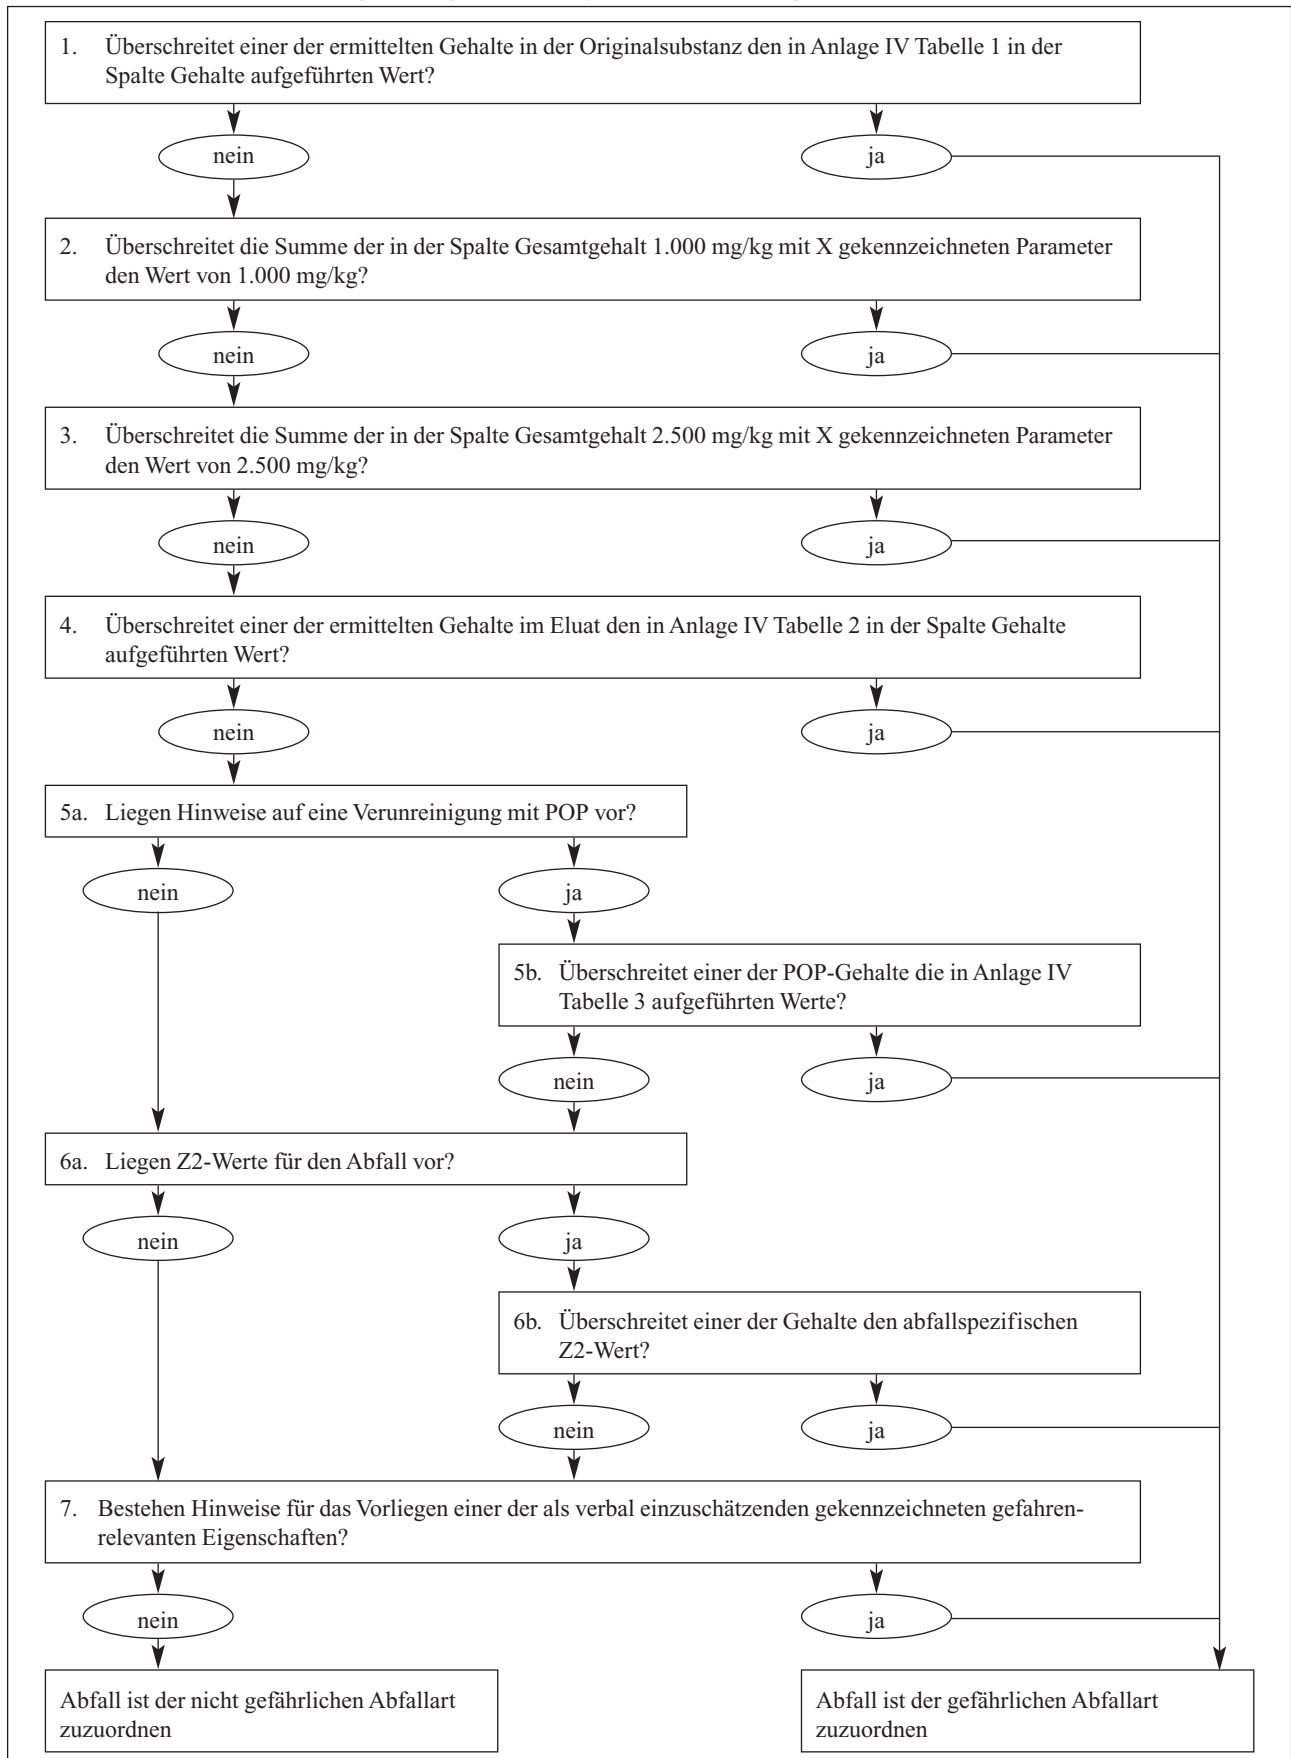 1. Überschreitet einer der ermittelten Gehalte in der Originalsubstanz den in Anlage IV Tabelle 1 in der
Spalte Gehalte aufgeführten Wert?
nein
ja
2. Überschreitet die Summe der in der Spalte Gesamtgehalt 1.000 mg/kg mit X gekennzeichneten Parameter
den Wert von 1.000 mg/kg?
nein
ja
3. Überschreitet die Summe der in der Spalte Gesamtgehalt 2.500 mg/kg mit X gekennzeichneten Parameter
den Wert von 2.500 mg/kg?
nein
ja
4. Überschreitet einer der ermittelten Gehalte im Eluat den in Anlage IV Tabelle 2 in der Spalte Gehalte
aufgeführten Wert?
nein
ja
5a. Liegen Hinweise auf eine Verunreinigung mit POP vor?
nein
ja
5b. Überschreitet einer der POP-Gehalte die in Anlage IV
Tabelle 3 aufgeführten Werte?
nein
ja
6a. Liegen Z2-Werte für den Abfall vor?
nein
ja
6b. Überschreitet einer der Gehalte den abfallspezifischen
Z2-Wert?
nein
ja
7. Bestehen Hinweise für das Vorliegen einer der als verbal einzuschätzenden gekennzeichneten gefahren-
relevanten Eigenschaften?
nein
ja
Abfall ist der nicht gefährlichen Abfallart
zuzuordnen
Abfall ist der gefährlichen Abfallart
zuzuordnen